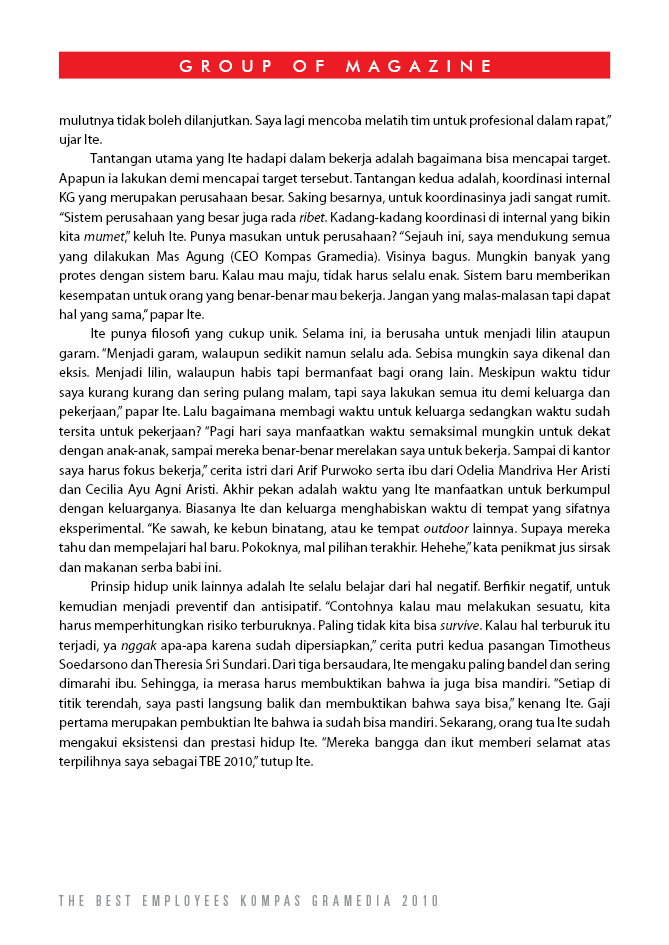 GROUP OF MAGAZINE
mulutnya tidak boleh dilanjutkan. Saya lagi mencoba melatih tim untuk profesional dalam rapat,”
ujar Ite.
Tantangan utama yang Ite hadapi dalam bekerja adalah bagaimana bisa mencapai target.
Apapun ia lakukan demi mencapai target tersebut. Tantangan kedua adalah, koordinasi internal
KG yang merupakan perusahaan besar. Saking besarnya, untuk koordinasinya jadi sangat rumit.
“Sistem perusahaan yang besar juga rada ribet. Kadang-kadang koordinasi di internal yang bikin
kita mumet,” keluh Ite. Punya masukan untuk perusahaan? “Sejauh ini, saya mendukung semua
yang dilakukan Mas Agung (CEO Kompas Gramedia). Visinya bagus. Mungkin banyak yang
protes dengan sistem baru. Kalau mau maju, tidak harus selalu enak. Sistem baru memberikan
kesempatan untuk orang yang benar-benar mau bekerja. Jangan yang malas-malasan tapi dapat
hal yang sama,” papar Ite.
Ite punya filosofi yang cukup unik. Selama ini, ia berusaha untuk menjadi lilin ataupun
garam. “Menjadi garam, walaupun sedikit namun selalu ada. Sebisa mungkin saya dikenal dan
eksis. Menjadi lilin, walaupun habis tapi bermanfaat bagi orang lain. Meskipun waktu tidur
saya kurang kurang dan sering pulang malam, tapi saya lakukan semua itu demi keluarga dan
pekerjaan,” papar Ite. Lalu bagaimana membagi waktu untuk keluarga sedangkan waktu sudah
tersita untuk pekerjaan? “Pagi hari saya manfaatkan waktu semaksimal mungkin untuk dekat
dengan anak-anak, sampai mereka benar-benar merelakan saya untuk bekerja. Sampai di kantor
saya harus fokus bekerja,” cerita istri dari Arif Purwoko serta ibu dari Odelia Mandriva Her Aristi
dan Cecilia Ayu Agni Aristi. Akhir pekan adalah waktu yang Ite manfaatkan untuk berkumpul
dengan keluarganya. Biasanya Ite dan keluarga menghabiskan waktu di tempat yang sifatnya
eksperimental. “Ke sawah, ke kebun binatang, atau ke tempat outdoor lainnya. Supaya mereka
tahu dan mempelajari hal baru. Pokoknya, mal pilihan terakhir. Hehehe,” kata penikmat jus sirsak
dan makanan serba babi ini.
Prinsip hidup unik lainnya adalah Ite selalu belajar dari hal negatif. Berfikir negatif, untuk
kemudian menjadi preventif dan antisipatif. “Contohnya kalau mau melakukan sesuatu, kita
harus memperhitungkan risiko terburuknya. Paling tidak kita bisa survive. Kalau hal terburuk itu
terjadi, ya nggak apa-apa karena sudah dipersiapkan,” cerita putri kedua pasangan Timotheus
Soedarsono dan Theresia Sri Sundari. Dari tiga bersaudara, Ite mengaku paling bandel dan sering
dimarahi ibu. Sehingga, ia merasa harus membuktikan bahwa ia juga bisa mandiri. “Setiap di
titik terendah, saya pasti langsung balik dan membuktikan bahwa saya bisa,” kenang Ite. Gaji
pertama merupakan pembuktian Ite bahwa ia sudah bisa mandiri. Sekarang, orang tua Ite sudah
mengakui eksistensi dan prestasi hidup Ite. “Mereka bangga dan ikut memberi selamat atas
terpilihnya saya sebagai TBE 2010,” tutup Ite.
THE BEST EMPLOYEES KOMPAS GRAMEDIA 2010